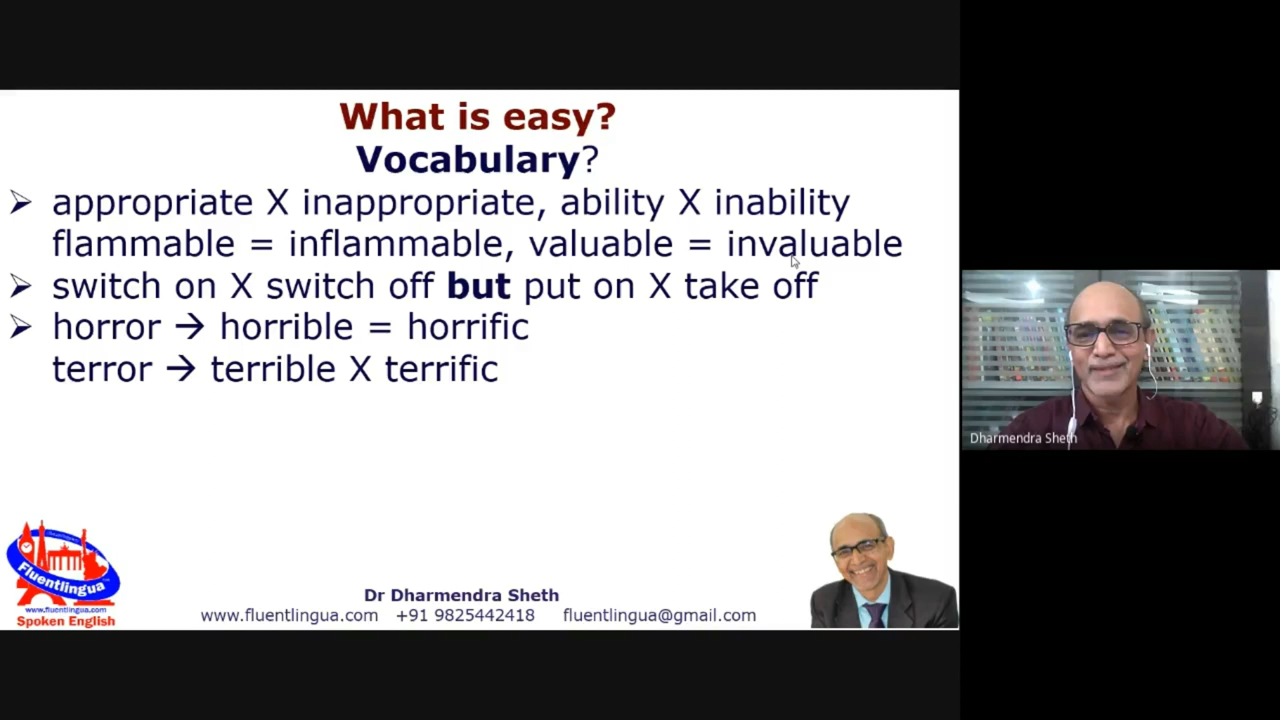 What is easy?
Vocabulary?
➢ appropriate X inappropriate, ability X inability
flammable = inflammable, valuable = invaluable
➢ switch on X switch off but put on X take off
➢ horror → horrible = horrific
terror → terrible X terrific
Dharmendra Sheth
Fluentlingua
www.fluentlingua.com
Spoken English
Dr Dharmendra Sheth
www.fluentlingua.com +91 9825442418 fluentlingua@gmail.com